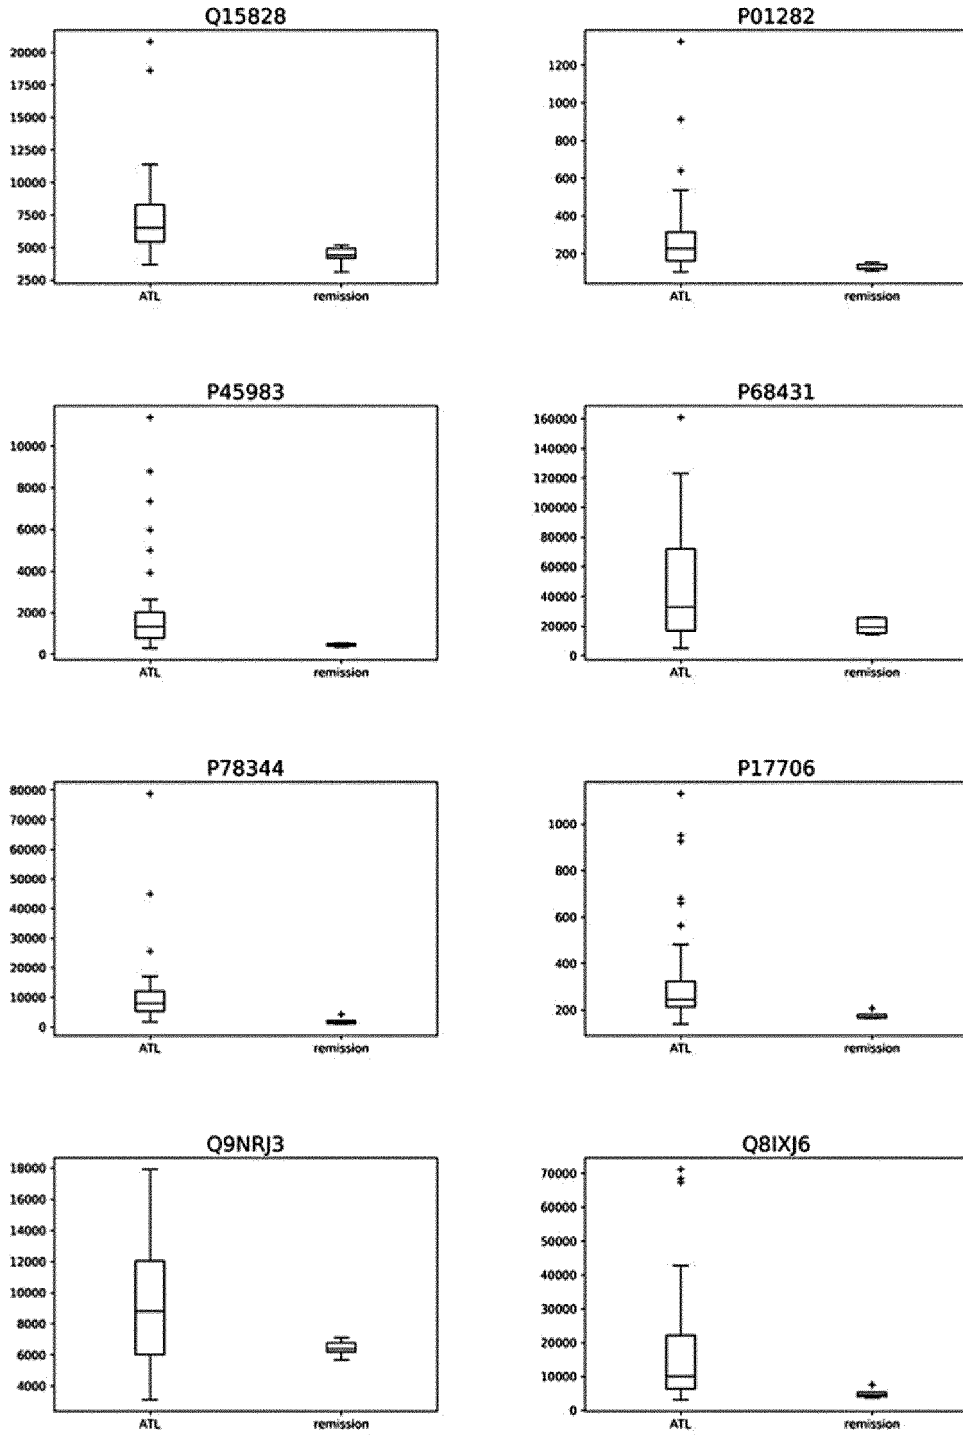 Q15828
20000
17500
15000
12500
10000
7500
5000
2500
ATL
remission
P01282
1200
1000
800
600
400
200
ATL
remission
P45983
10000
8000
6000
4000
2000
0
ATL
remission
P68431
160000
140000
120000
100000
80000
60000
40000
20000
0
ATL
remission
P78344
80000
70000
60000
50000
40000
30000
20000
10000
0
ATL
remission
P17706
1000
800
600
400
200
ATL
remission
Q9NRJ3
18000
16000
14000
12000
10000
8000
6000
4000
ATL
remission
Q8IXJ6
70000
60000
50000
40000
30000
20000
10000
0
ATL
remission